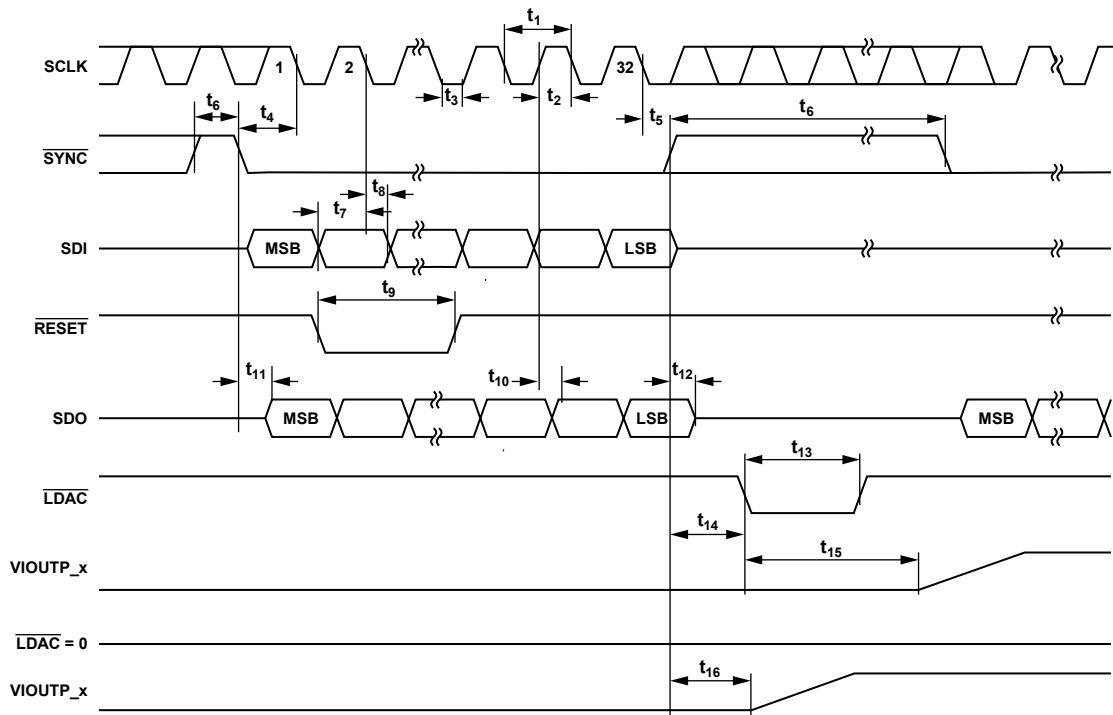 t1
SCLK
1
2
32
t3
t2
t6
t4
t5
t6
SYNC
t8
t7
SDI
MSB
LSB
t9
RESET
t11
t10
t12
SDO
MSB
LSB
MSB
t13
LDAC
t14
t15
VIOUTP_x
LDAC = 0
t16
VIOUTP_x